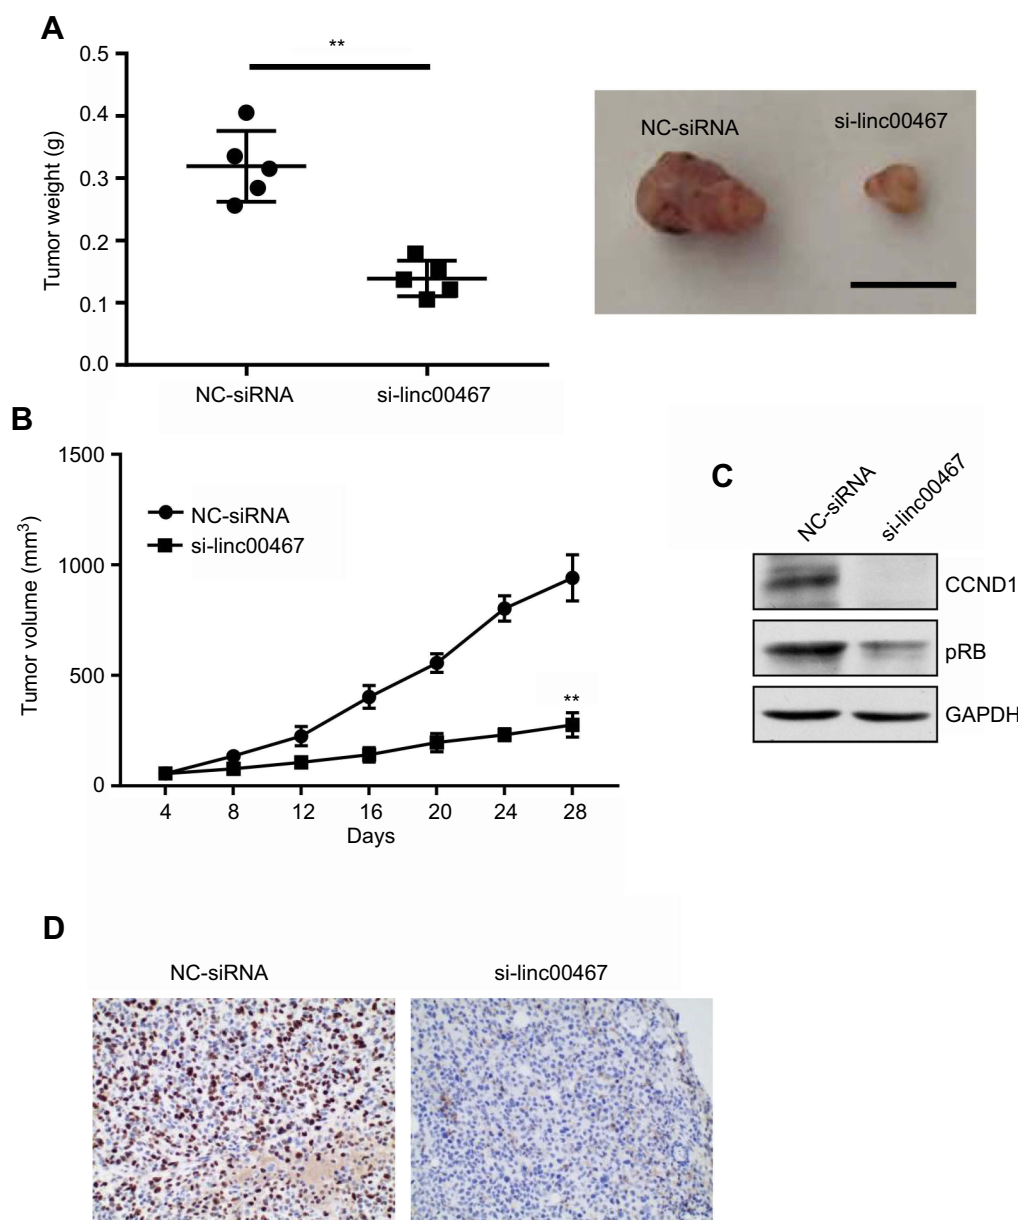 A
**
0.5
0.4
0.3
0.2
0.1
0.0
Tumor weight (g)
NC-siRNA
si-linc00467
NC-siRNA
si-linc00467
B
1500
1000
500
0
Tumor volume (mm³)
NC-siRNA
si-linc00467
**
4 8 12 16 20 24 28
Days
C
NC-siRNA
si-linc00467
CCND1
pRB
GAPDH
D
NC-siRNA
si-linc00467